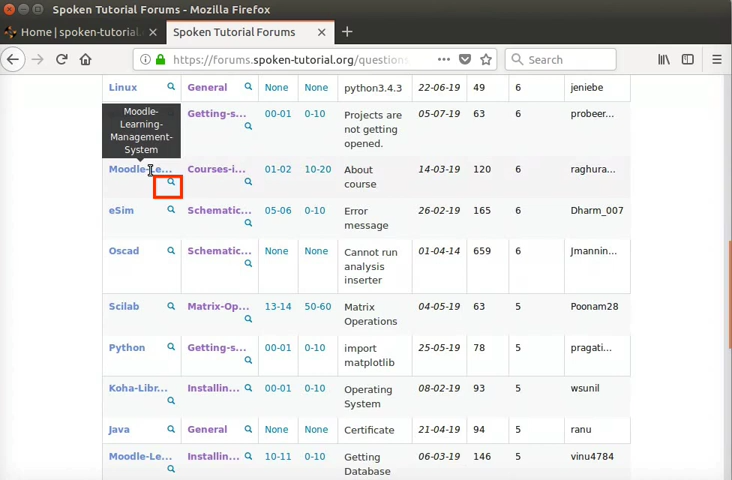 Spoken Tutorial Forums - Mozilla Firefox
Home | spoken-tutorial.
Spoken Tutorial Forums
https://forums.spoken-tutorial.org/questions
Search
Linux General None None python3.4.3 22-06-19 49 6 jeniebe
Getting-s... 00-01 0-10 Projects are not getting opened. 05-07-19 63 6 probeer...
Moodle-
Learning-
Management-
System
Moodle-Le... Courses-i... 01-02 10-20 About course 14-03-19 120 6 raghura...
eSim Schematic... 05-06 0-10 Error message 26-02-19 165 6 Dharm_007
Oscad Schematic... None None Cannot run analysis inserter 01-04-14 659 6 Jmannin...
Scilab Matrix-Op... 13-14 50-60 Matrix Operations 04-05-19 63 5 Poonam28
Python Getting-s... 00-01 0-10 import matplotlib 25-05-19 78 5 pragati...
Koha-Libr... Installin... 00-01 0-10 Operating System 08-02-19 93 5 wsunil
Java General None None Certificate 21-04-19 94 5 ranu
Moodle-Le... Installin... 10-11 0-10 Getting Database 06-03-19 146 5 vinu4784